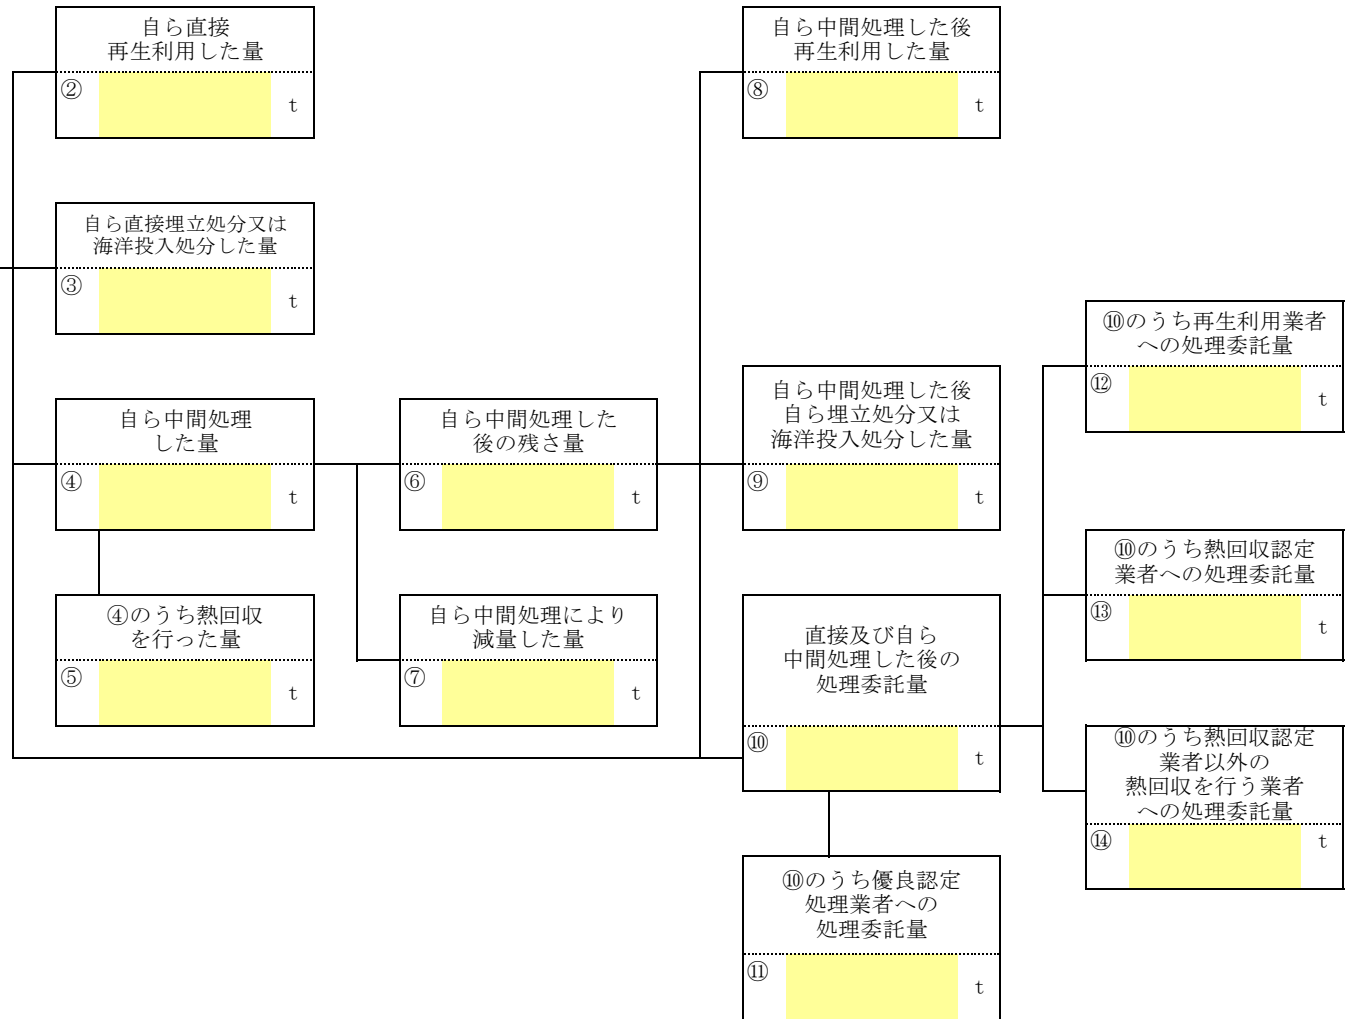 自ら直接
再生利用した量
②
t
自ら中間処理した後
再生利用した量
⑧
t
自ら直接埋立処分又は
海洋投入処分した量
③
t
⑩のうち再生利用業者
への処理委託量
⑫
t
自ら中間処理
した量
④
t
自ら中間処理した
後の残さ量
⑥
t
自ら中間処理した後
自ら埋立処分又は
海洋投入処分した量
⑨
t
⑩のうち熱回収認定
業者への処理委託量
⑬
t
④のうち熱回収
を行った量
⑤
t
自ら中間処理により
減量した量
⑦
t
直接及び自ら
中間処理した後の
処理委託量
⑩
t
⑩のうち熱回収認定
業者以外の
熱回収を行う業者
への処理委託量
⑭
t
⑩のうち優良認定
処理業者への
処理委託量
⑪
t